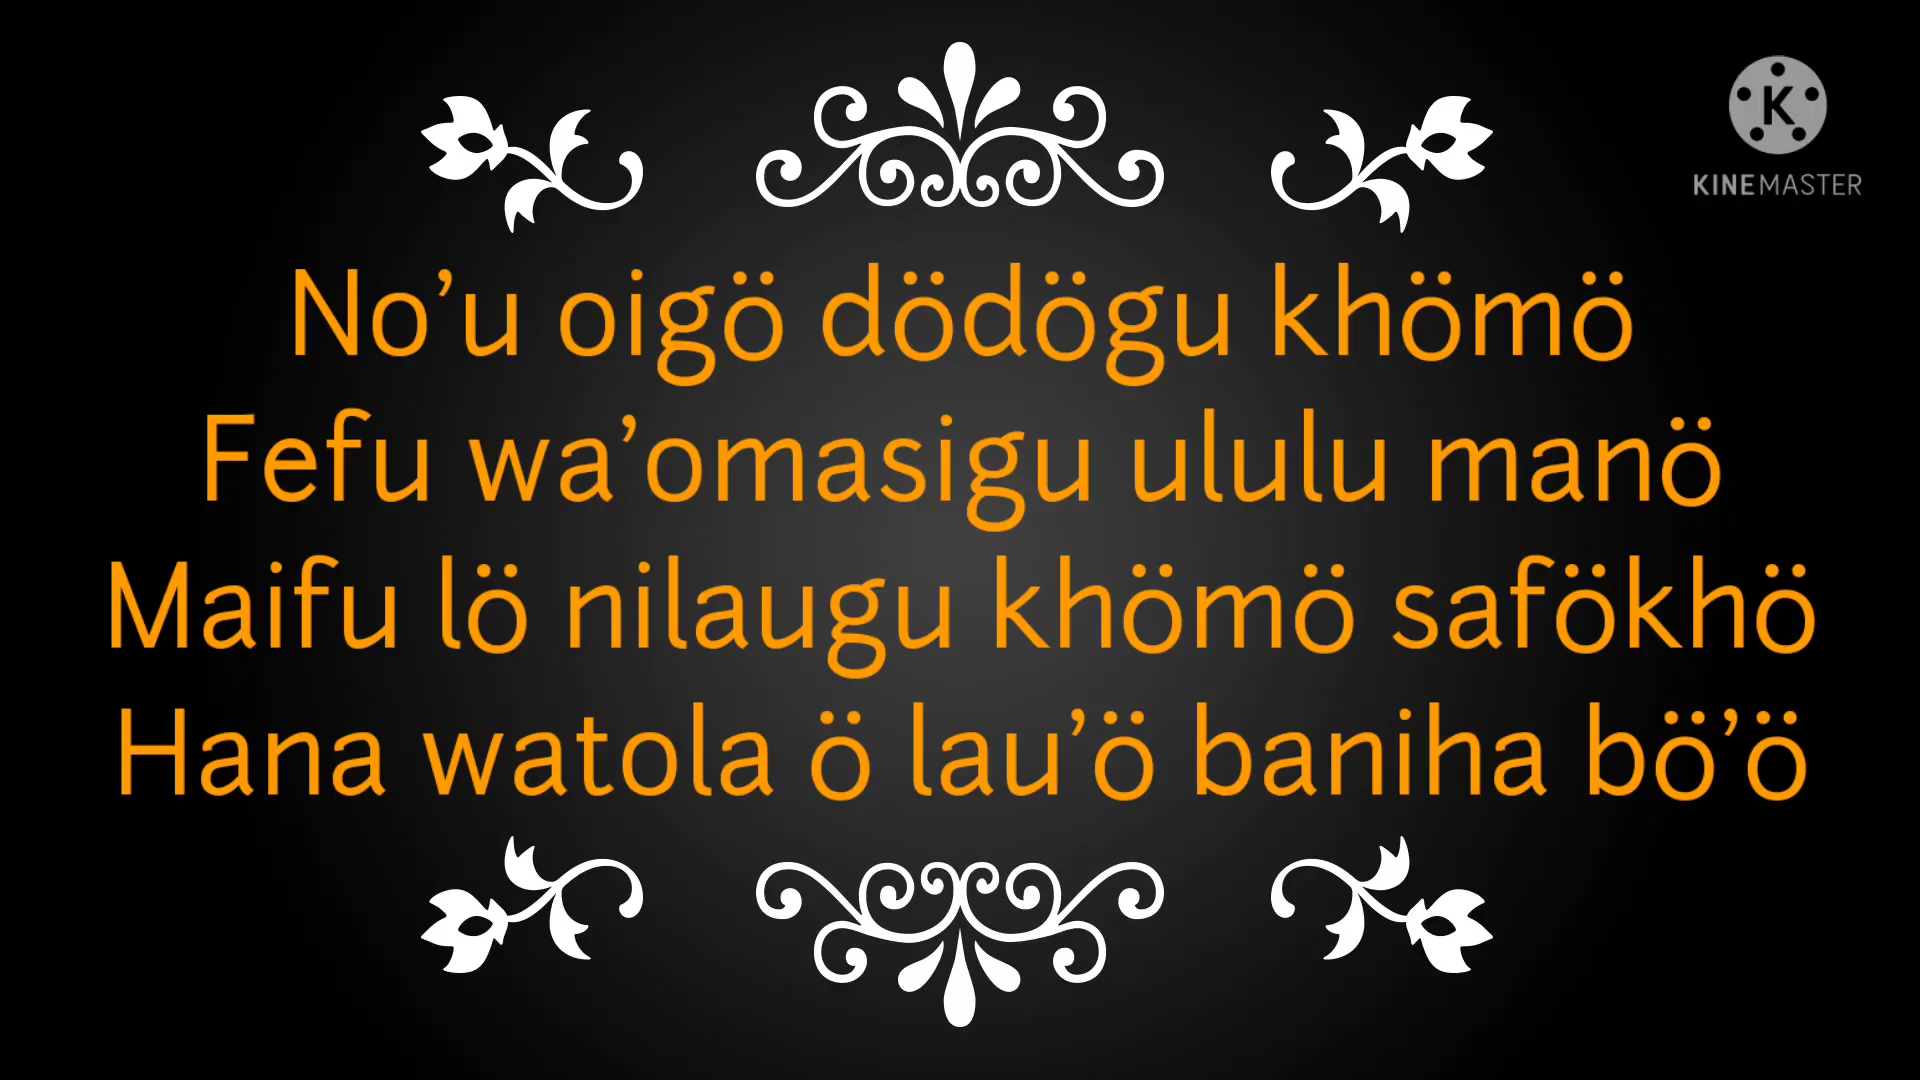 KINEMASTER
No’u oigö dödögu khömö
Fefu wa’omasigu ululu manö
Maifu lö nilaugu khömö safökhö
Hana watola ö lau’ö baniha bö’ö